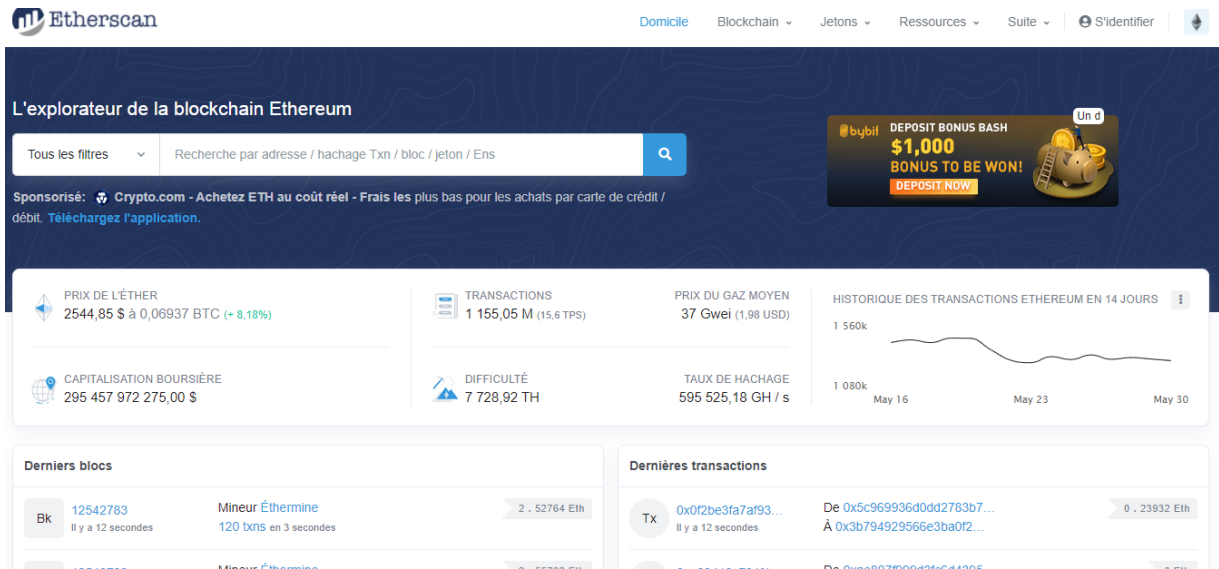 Etherscan
Domicile Blockchain Jetons Ressources Suite S'identifier
L'explorateur de la blockchain Ethereum
Tous les filtres Recherche par adresse / hachage Txn / bloc / jeton / Ens
Sponsorisé: Crypto.com - Achetez ETH au coût réel - Frais les plus bas pour les achats par carte de crédit /
débit. Téléchargez l'application.
Un d
bybit DEPOSIT BONUS BASH
$1,000
BONUS TO BE WON!
DEPOSIT NOW
PRIX DE L'ÉTHER
2544,85 $ à 0,06937 BTC (+ 8,18%)
CAPITALISATION BOURSIÈRE
295 457 972 275,00 $
TRANSACTIONS PRIX DU GAZ MOYEN
1 155,05 M (15,6 TPS) 37 Gwei (1,98 USD)
DIFFICULTÉ TAUX DE HACHAGE
7 728,92 TH 595 525,18 GH / s
HISTORIQUE DES TRANSACTIONS ETHEREUM EN 14 JOURS
1 560k
1 080k
May 16 May 23 May 30
Derniers blocs
Bk 12542783 Mineur Éthermine 2 . 52764 Eth
Il y a 12 secondes 120 txns en 3 secondes
Mineur Éthermine
Dernières transactions
Tx 0x0f2be3fa7af93... De 0x5c969936d0dd2783b7... 0 . 23932 Eth
Il y a 12 secondes À 0x3b794929566e3ba0f2...